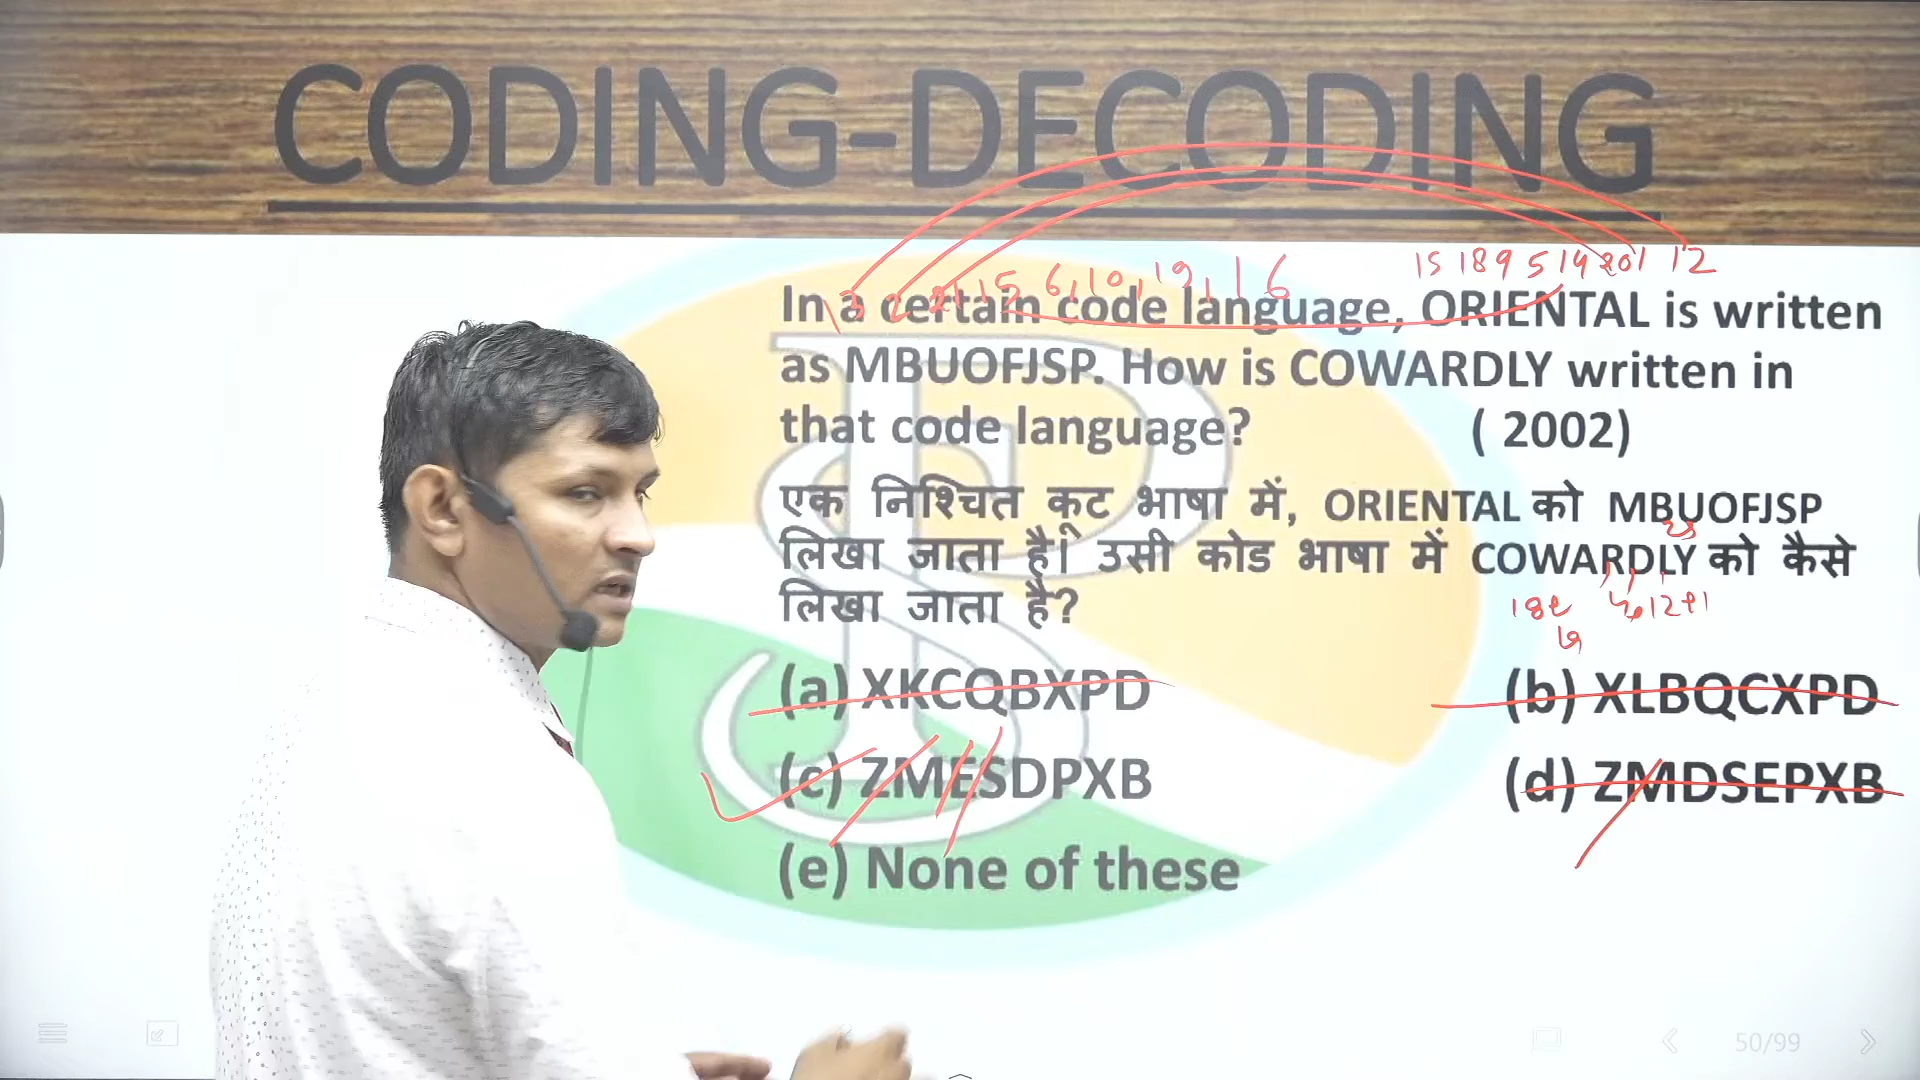 CODING-DECODING
15 18 9 5 14 20 1 12
In a certain code language, ORIENTAL is written
as MBUOFJSP. How is COWARDLY written in
that code language? ( 2002)
एक निश्चित कूट भाषा में, ORIENTAL को MBUOFJSP
लिखा जाता है। उसी कोड भाषा में COWARDLY को कैसे
लिखा जाता है?
(a) XKCQBXPD (b) XLBQCXPD
(c) ZMESDPXB (d) ZMDSEPXB
(e) None of these
50/99